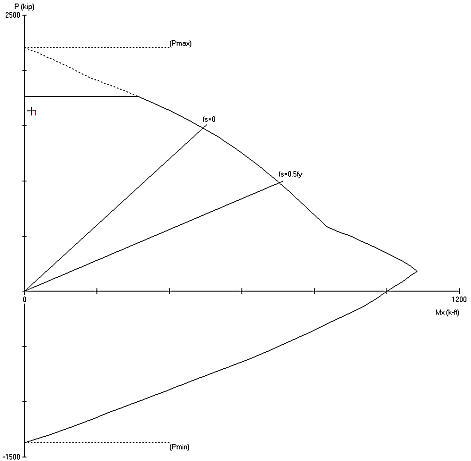 P (kip)
2500
(Pmax)
fs=0
fs=0.5fy
0
1200
Mx (k-ft)
(Pmin)
-1500